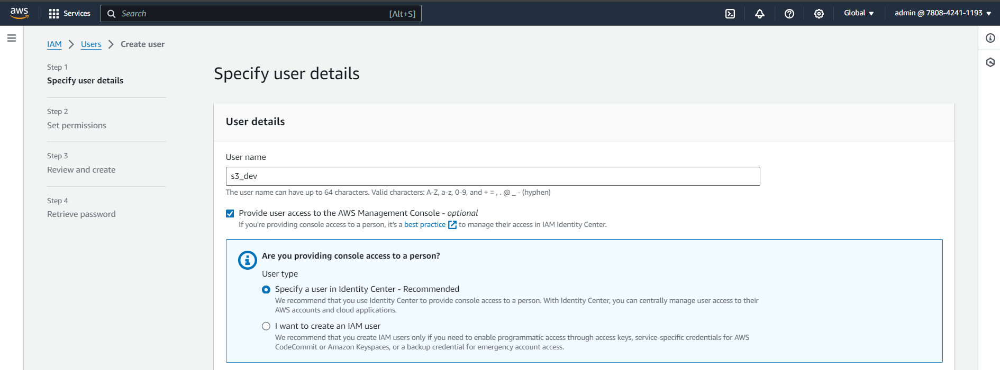 aws
Services
Search
[Alt+S]
Global
admin @ 7808-4241-1193
IAM
Users
Create user
Step 1
Specify user details
Step 2
Set permissions
Step 3
Review and create
Step 4
Retrieve password
Specify user details
User details
User name
s3_dev
The user name can have up to 64 characters. Valid characters: A-Z, a-z, 0-9, and + = , . @ _ - (hyphen)
Provide user access to the AWS Management Console - optional
If you're providing console access to a person, it's a best practice to manage their access in IAM Identity Center.
Are you providing console access to a person?
User type
Specify a user in Identity Center - Recommended
We recommend that you use Identity Center to provide console access to a person. With Identity Center, you can centrally manage user access to their
AWS accounts and cloud applications.
I want to create an IAM user
We recommend that you create IAM users only if you need to enable programmatic access through access keys, service-specific credentials for AWS
CodeCommit or Amazon Keyspaces, or a backup credential for emergency account access.